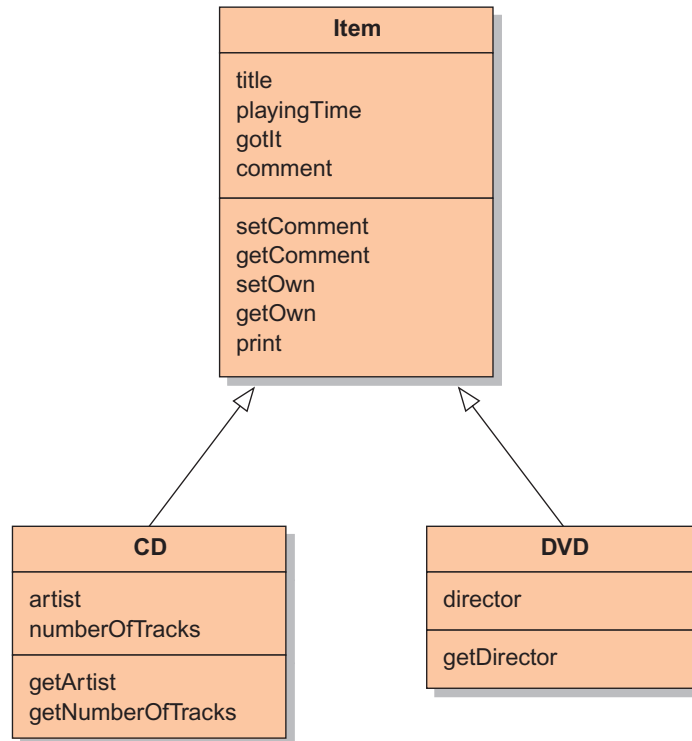 Item
title
playingTime
gotIt
comment
setComment
getComment
setOwn
getOwn
print
CD
artist
numberOfTracks
getArtist
getNumberOfTracks
DVD
director
getDirector